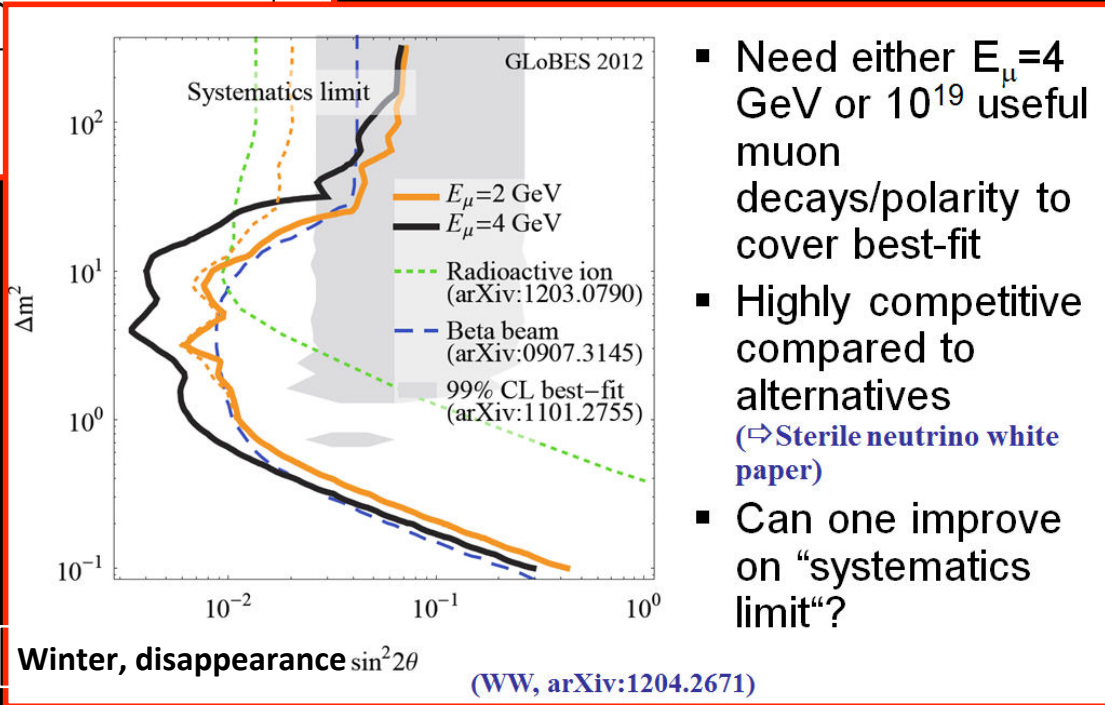 GLoBES 2012
Systematics limit
10²
10¹
10⁰
10⁻¹
Δm²
E_μ=2 GeV
E_μ=4 GeV
Radioactive ion
(arXiv:1203.0790)
Beta beam
(arXiv:0907.3145)
99% CL best−fit
(arXiv:1101.2755)
10⁻²
10⁻¹
10⁰
Winter, disappearance sin²2θ
(WW, arXiv:1204.2671)
▪ Need either E_μ=4
GeV or 10¹⁹ useful
muon
decays/polarity to
cover best-fit
▪ Highly competitive
compared to
alternatives
(⇨Sterile neutrino white
paper)
▪ Can one improve
on “systematics
limit“?